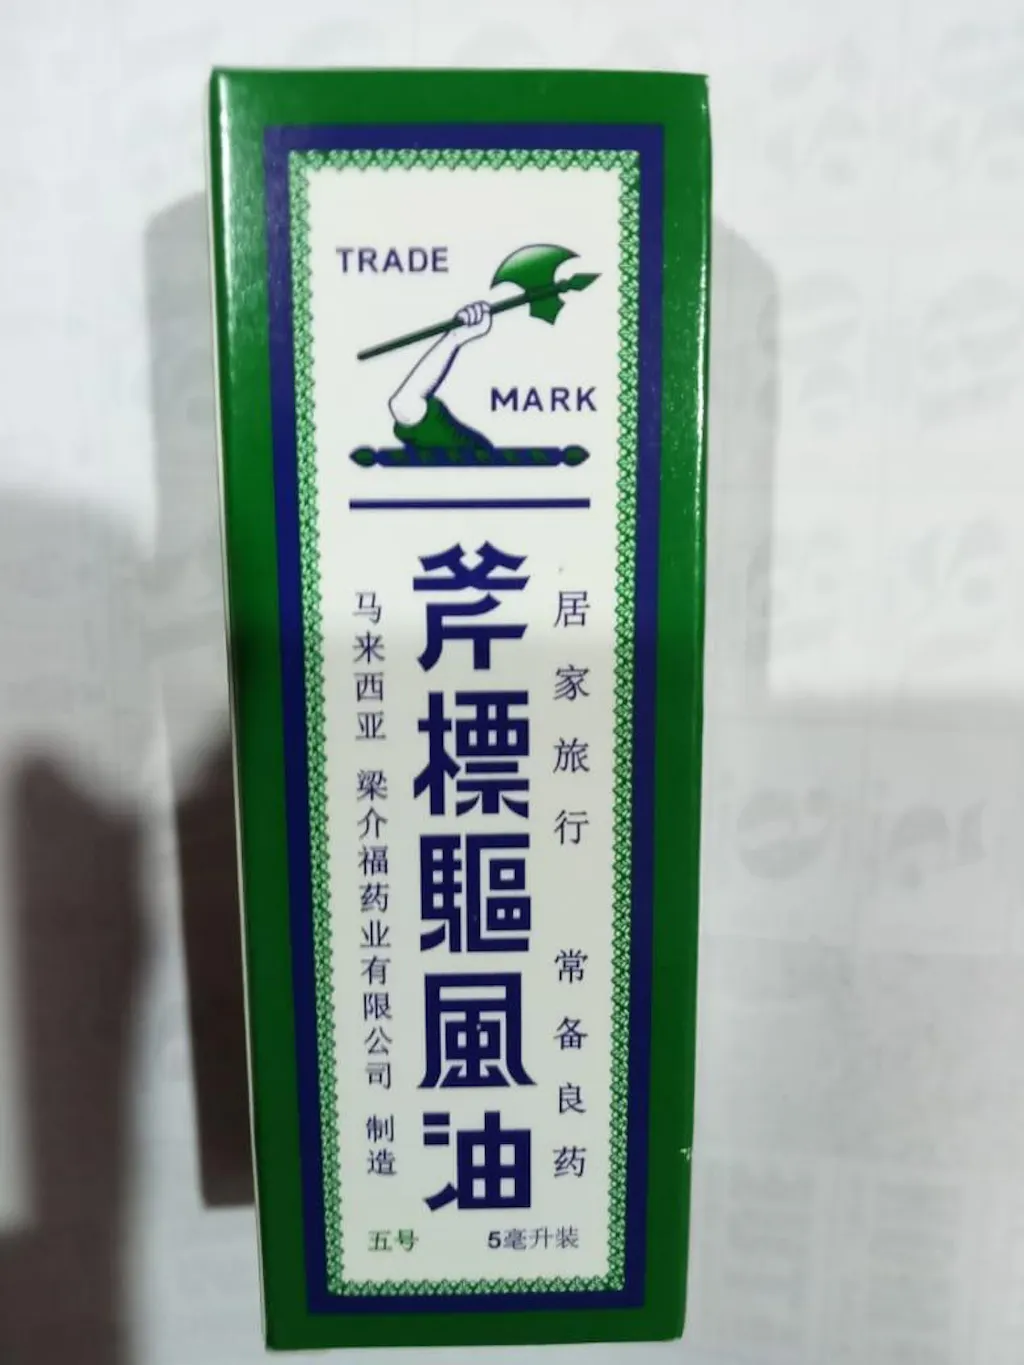 TRADE
MARK
居家旅行 常备良药
斧標驅風油
马来西亚 梁介福药业有限公司 制造
五号
5毫升装